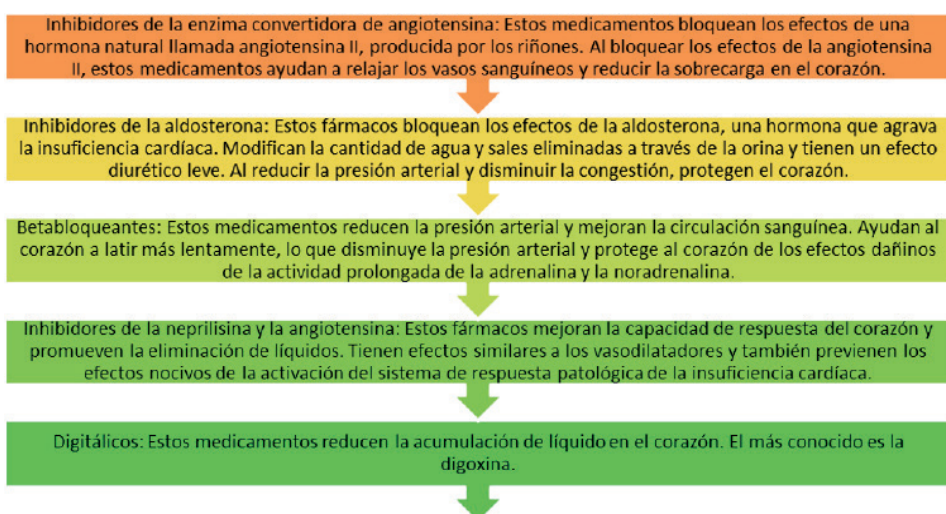 Inhibidores de la enzima convertidora de angiotensina: Estos medicamentos bloquean los efectos de una
hormona natural llamada angiotensina II, producida por los riñones. Al bloquear los efectos de la angiotensina
II, estos medicamentos ayudan a relajar los vasos sanguíneos y reducir la sobrecarga en el corazón.
Inhibidores de la aldosterona: Estos fármacos bloquean los efectos de la aldosterona, una hormona que agrava
la insuficiencia cardíaca. Modifican la cantidad de agua y sales eliminadas a través de la orina y tienen un efecto
diurético leve. Al reducir la presión arterial y disminuir la congestión, protegen el corazón.
Betabloqueantes: Estos medicamentos reducen la presión arterial y mejoran la circulación sanguínea. Ayudan al
corazón a latir más lentamente, lo que disminuye la presión arterial y protege al corazón de los efectos dañinos
de la actividad prolongada de la adrenalina y la noradrenalina.
Inhibidores de la neprilisina y la angiotensina: Estos fármacos mejoran la capacidad de respuesta del corazón y
promueven la eliminación de líquidos. Tienen efectos similares a los vasodilatadores y también previenen los
efectos nocivos de la activación del sistema de respuesta patológica de la insuficiencia cardíaca.
Digitálicos: Estos medicamentos reducen la acumulación de líquido en el corazón. El más conocido es la
digoxina.